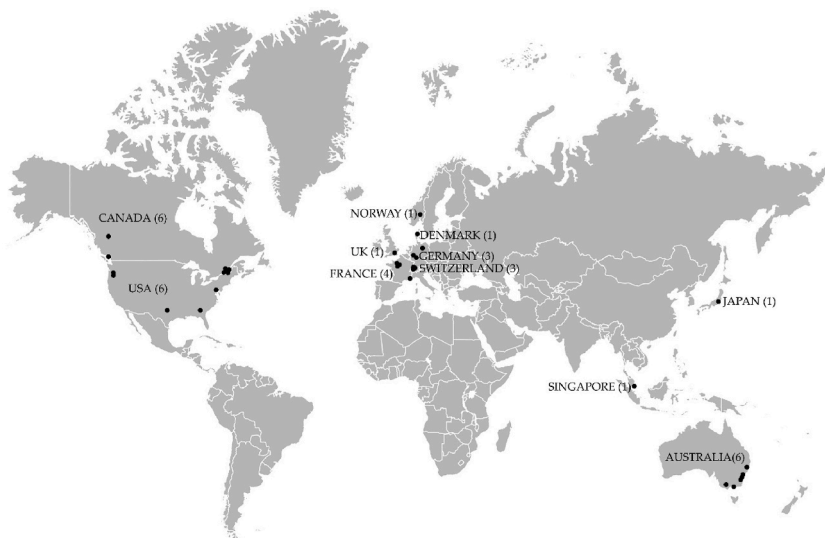 NORWAY (1)
CANADA (6)
DENMARK (1)
UK (1)
GERMANY (3)
SWITZERLAND (3)
FRANCE (4)
USA (6)
JAPAN (1)
SINGAPORE (1)
AUSTRALIA(6)